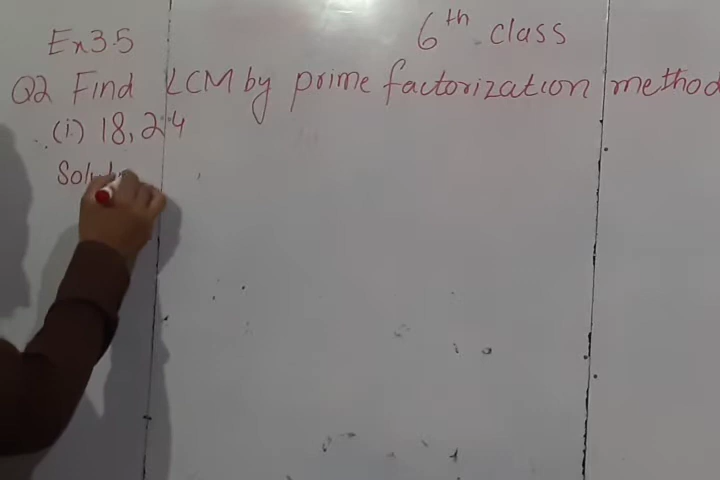 6th class
Ex 3.5
Q2 Find LCM by prime factorization method
(i) 18, 24